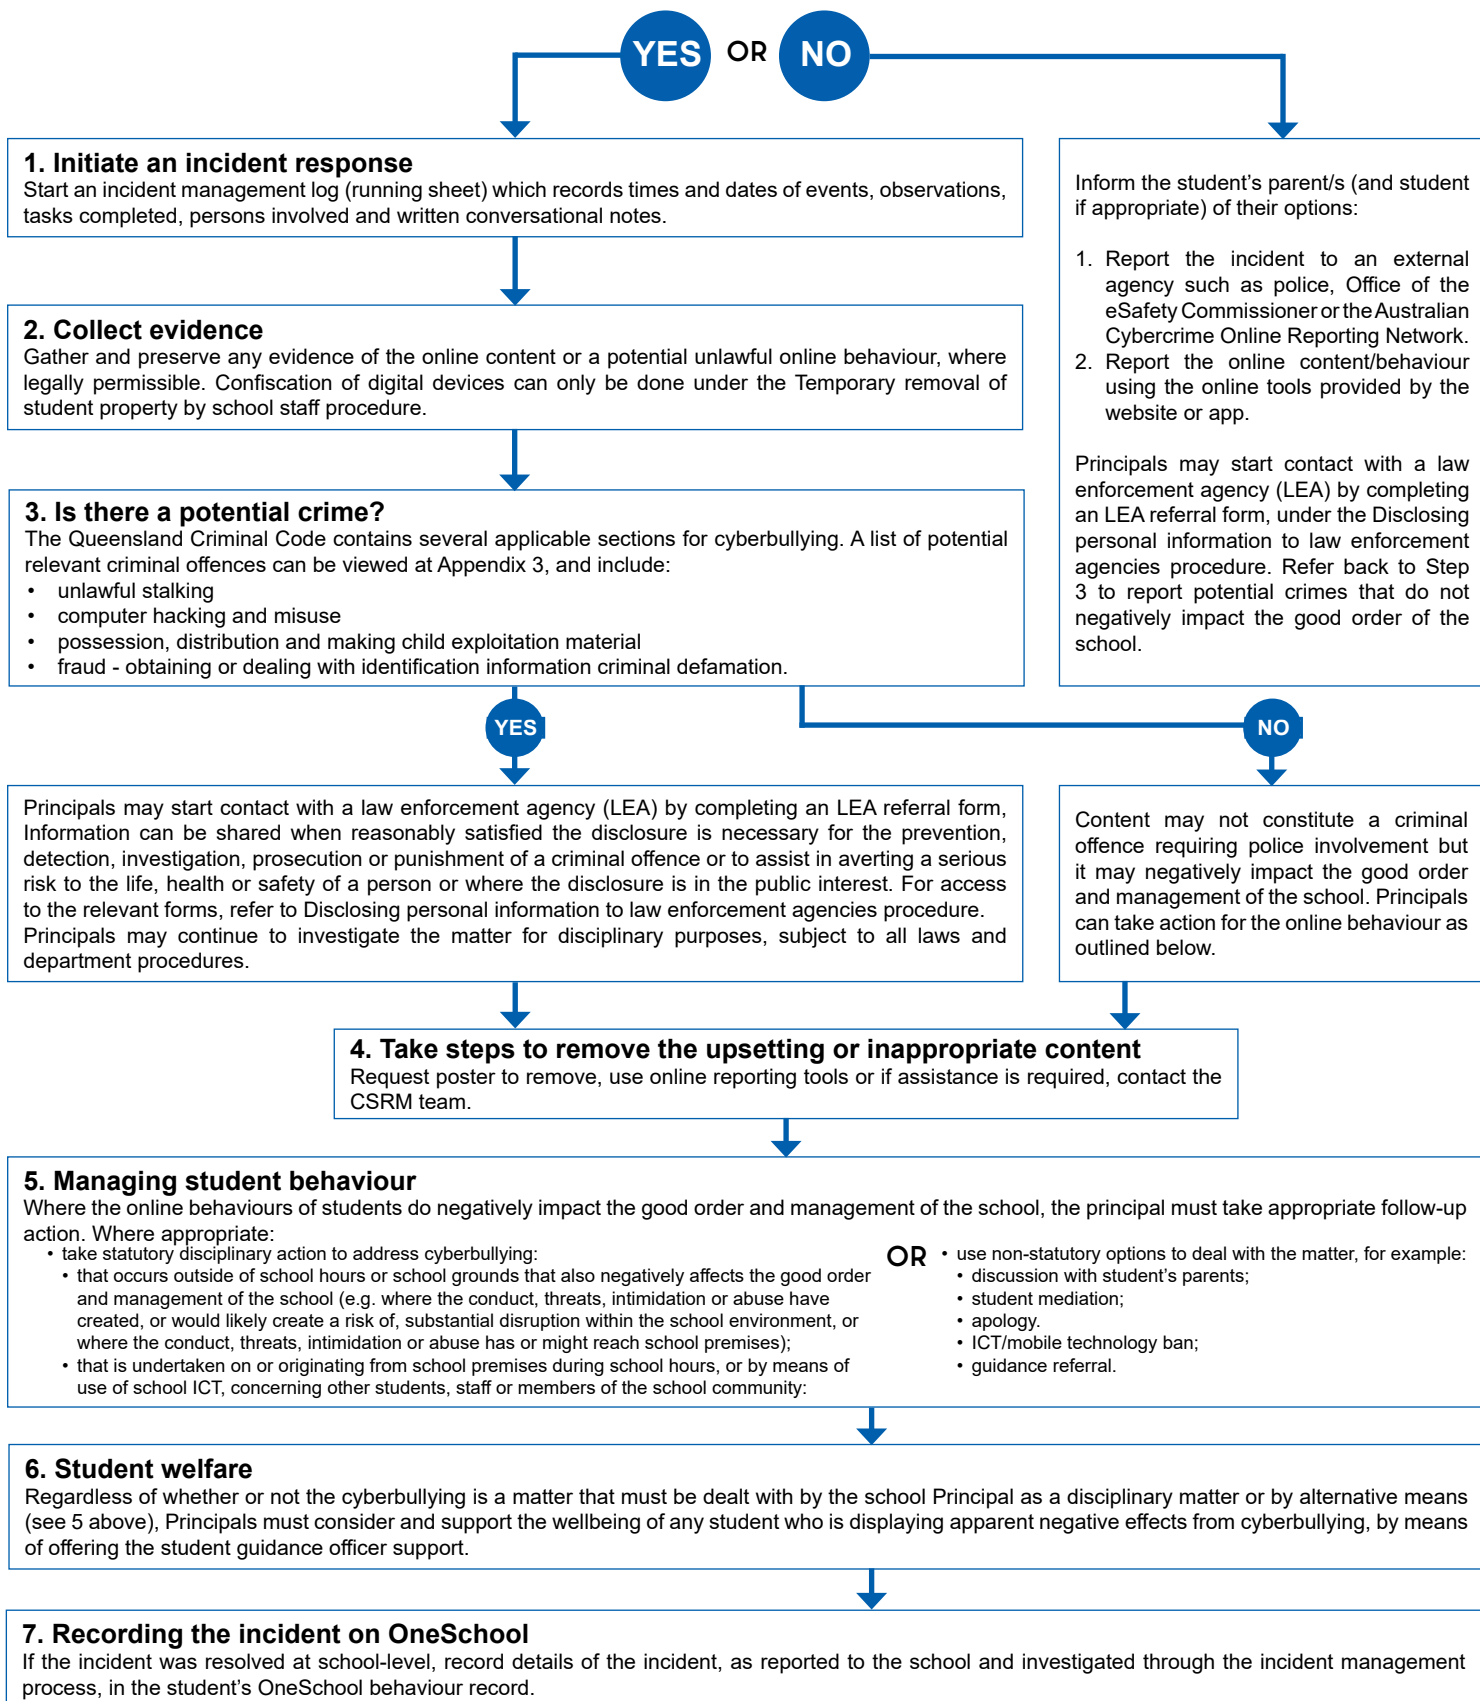 YES OR NO
1. Initiate an incident response
Start an incident management log (running sheet) which records times and dates of events, observations,
tasks completed, persons involved and written conversational notes.
Inform the student's parent/s (and student
if appropriate) of their options:
1. Report the incident to an external
agency such as police, Office of the
eSafety Commissioner or the Australian
Cybercrime Online Reporting Network.
2. Report the online content/behaviour
using the online tools provided by the
website or app.
Principals may start contact with a law
enforcement agency (LEA) by completing
an LEA referral form, under the Disclosing
personal information to law enforcement
agencies procedure. Refer back to Step
3 to report potential crimes that do not
negatively impact the good order of the
school.
2. Collect evidence
Gather and preserve any evidence of the online content or a potential unlawful online behaviour, where
legally permissible. Confiscation of digital devices can only be done under the Temporary removal of
student property by school staff procedure.
3. Is there a potential crime?
The Queensland Criminal Code contains several applicable sections for cyberbullying. A list of potential
relevant criminal offences can be viewed at Appendix 3, and include:
• unlawful stalking
• computer hacking and misuse
• possession, distribution and making child exploitation material
• fraud - obtaining or dealing with identification information criminal defamation.
YES
NO
Principals may start contact with a law enforcement agency (LEA) by completing an LEA referral form,
Information can be shared when reasonably satisfied the disclosure is necessary for the prevention,
detection, investigation, prosecution or punishment of a criminal offence or to assist in averting a serious
risk to the life, health or safety of a person or where the disclosure is in the public interest. For access
to the relevant forms, refer to Disclosing personal information to law enforcement agencies procedure.
Principals may continue to investigate the matter for disciplinary purposes, subject to all laws and
department procedures.
Content may not constitute a criminal
offence requiring police involvement but
it may negatively impact the good order
and management of the school. Principals
can take action for the online behaviour as
outlined below.
4. Take steps to remove the upsetting or inappropriate content
Request poster to remove, use online reporting tools or if assistance is required, contact the
CSRM team.
5. Managing student behaviour
Where the online behaviours of students do negatively impact the good order and management of the school, the principal must take appropriate follow-up
action. Where appropriate:
• take statutory disciplinary action to address cyberbullying:
• that occurs outside of school hours or school grounds that also negatively affects the good order
and management of the school (e.g. where the conduct, threats, intimidation or abuse have
created, or would likely create a risk of, substantial disruption within the school environment, or
where the conduct, threats, intimidation or abuse has or might reach school premises);
• that is undertaken on or originating from school premises during school hours, or by means of
use of school ICT, concerning other students, staff or members of the school community:
OR
• use non-statutory options to deal with the matter, for example:
• discussion with student's parents;
• student mediation;
• apology.
• ICT/mobile technology ban;
• guidance referral.
6. Student welfare
Regardless of whether or not the cyberbullying is a matter that must be dealt with by the school Principal as a disciplinary matter or by alternative means
(see 5 above), Principals must consider and support the wellbeing of any student who is displaying apparent negative effects from cyberbullying, by means
of offering the student guidance officer support.
7. Recording the incident on OneSchool
If the incident was resolved at school-level, record details of the incident, as reported to the school and investigated through the incident management
process, in the student's OneSchool behaviour record.